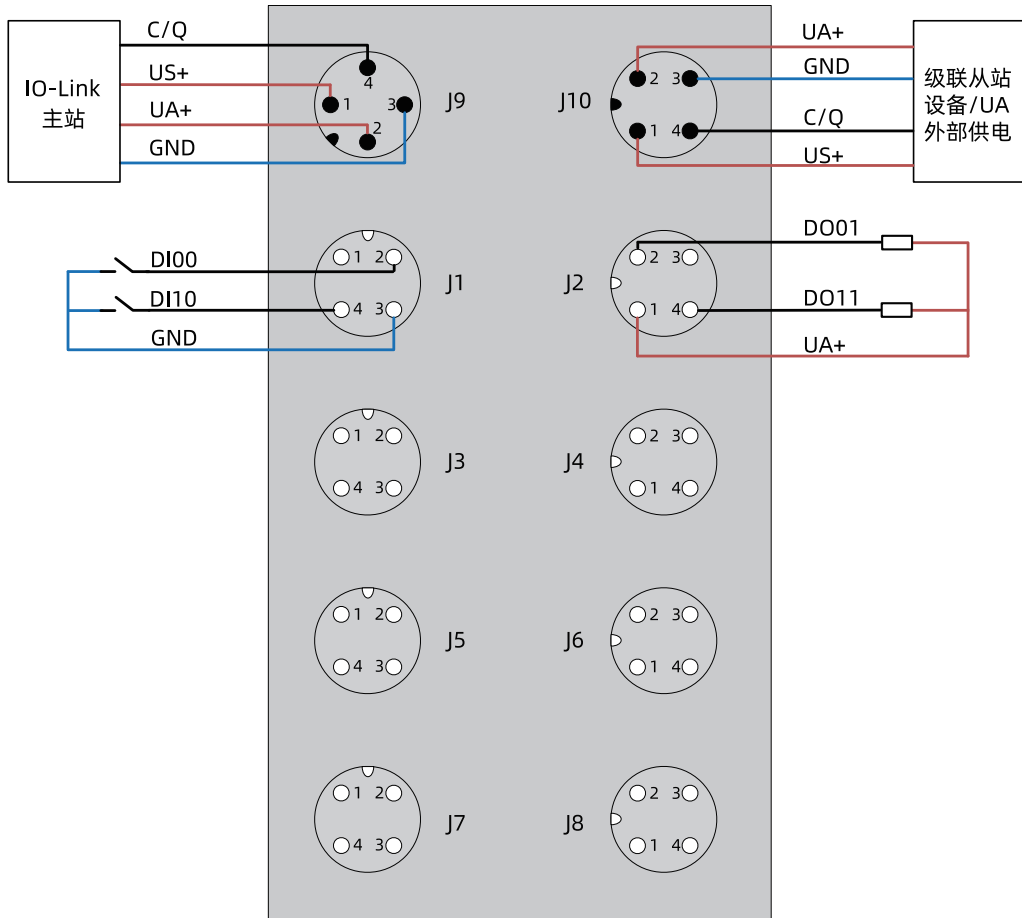 IO-Link
主站
C/Q
US+
UA+
GND
4
1
3
2
J9
J10
2
3
1
4
UA+
GND
C/Q
US+
级联从站
设备/UA
外部供电
DI00
DI10
GND
1 2
4 3
J1
J2
2 3
1 4
DO01
DO11
UA+
1 2
4 3
J3
J4
2 3
1 4
1 2
4 3
J5
J6
2 3
1 4
1 2
4 3
J7
J8
2 3
1 4